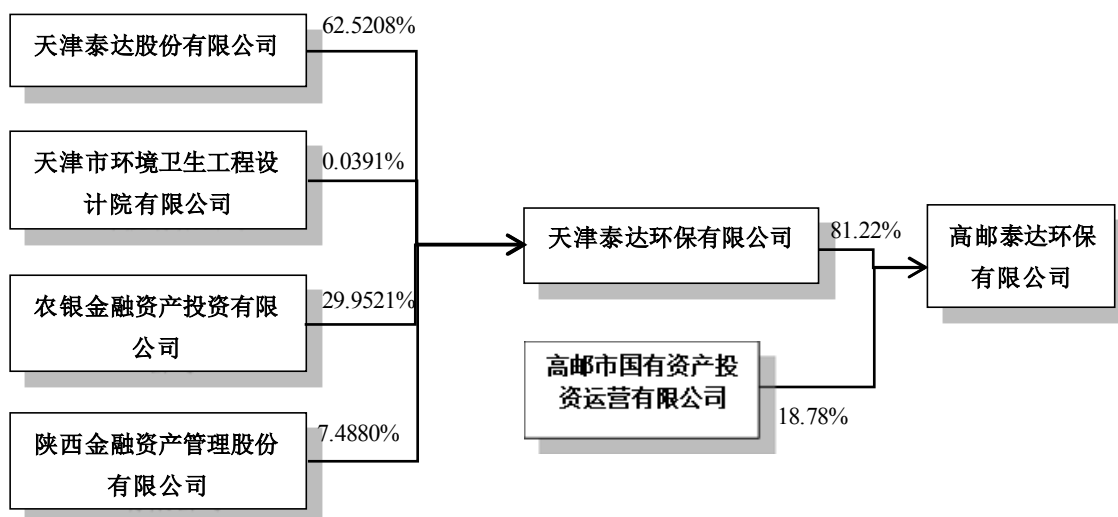 天津泰达股份有限公司
62.5208%
天津市环境卫生工程设
计院有限公司
0.0391%
农银金融资产投资有限
公司
29.9521%
陕西金融资产管理股份
有限公司
7.4880%
天津泰达环保有限公司
81.22%
高邮市国有资产投
资运营有限公司
18.78%
高邮泰达环保
有限公司